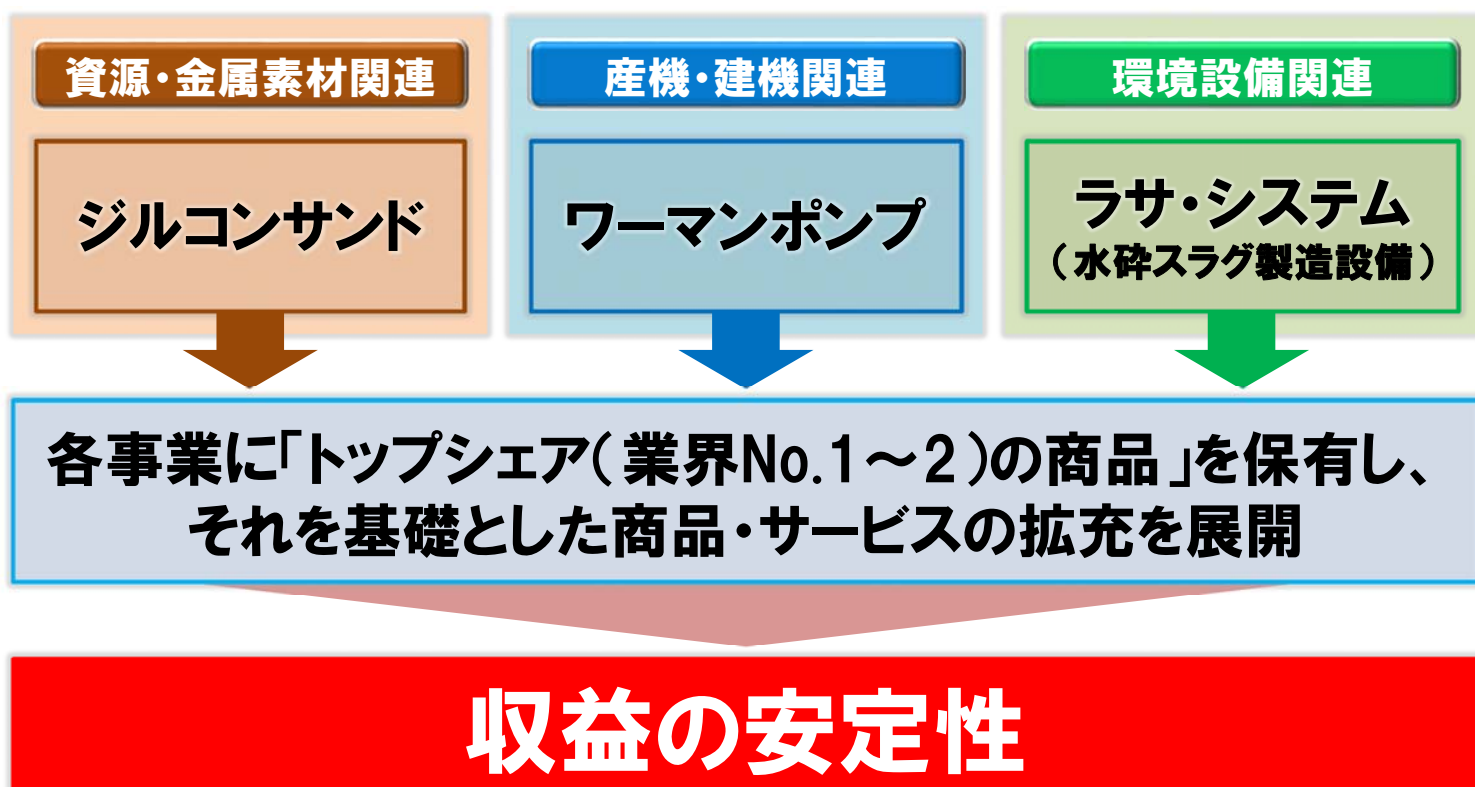 資源・金属素材関連
産機・建機関連
環境設備関連
ジルコンサンド
ワーマンポンプ
ラサ・システム
（水砕スラグ製造設備）
各事業に「トップシェア（業界No.1～2）の商品」を保有し、
それを基礎とした商品・サービスの拡充を展開
収益の安定性